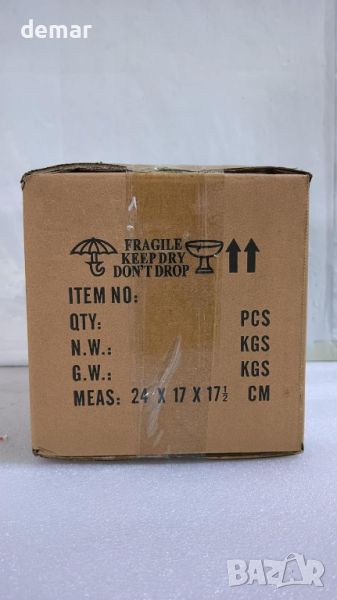 demar
FRAGILE
KEEP DRY
DON'T DROP
ITEM NO:
QTY: PCS
N.W.: KGS
G.W.: KGS
MEAS: 24 X 17 X 17½ CM
BAZAR
bg